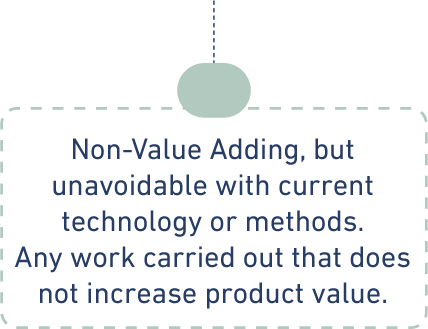 Non-Value Adding, but
unavoidable with current
technology or methods.
Any work carried out that does
not increase product value.